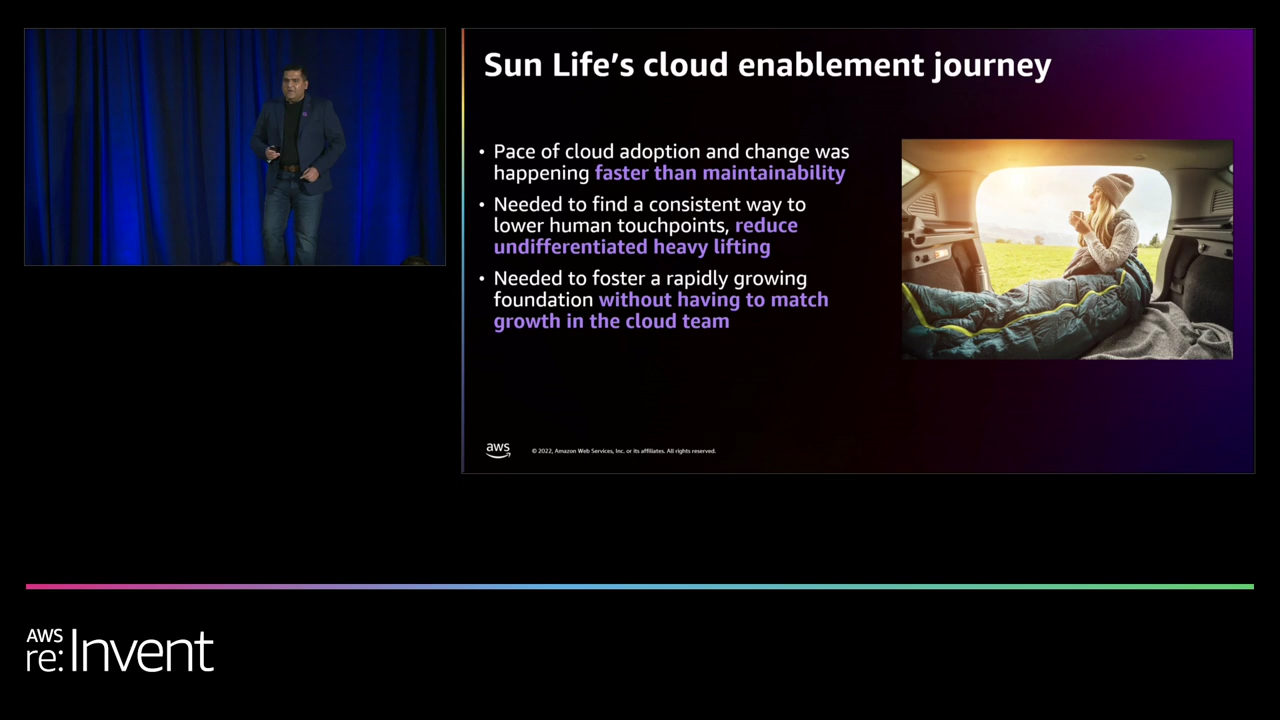 Sun Life’s cloud enablement journey
• Pace of cloud adoption and change was
happening faster than maintainability
• Needed to find a consistent way to
lower human touchpoints, reduce
undifferentiated heavy lifting
• Needed to foster a rapidly growing
foundation without having to match
growth in the cloud team
aws
© 2022, Amazon Web Services, Inc. or its affiliates. All rights reserved.
AWS
re:Invent